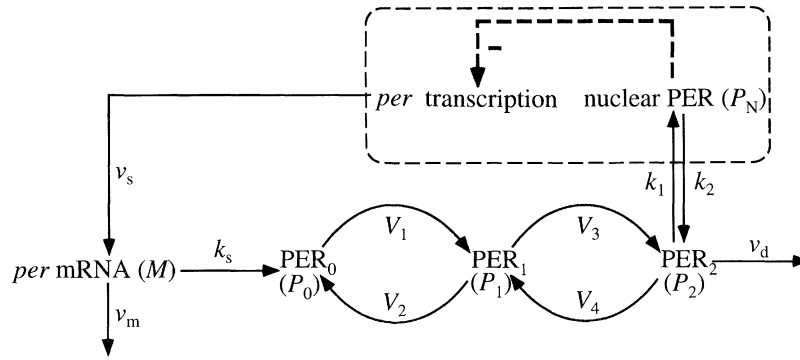 –
per transcription nuclear PER (P_N)
v_s
k_1 k_2
k_s V_1 V_3
per mRNA (M) PER_0 PER_1 PER_2 v_d
(P_0) (P_1) (P_2)
v_m V_2 V_4